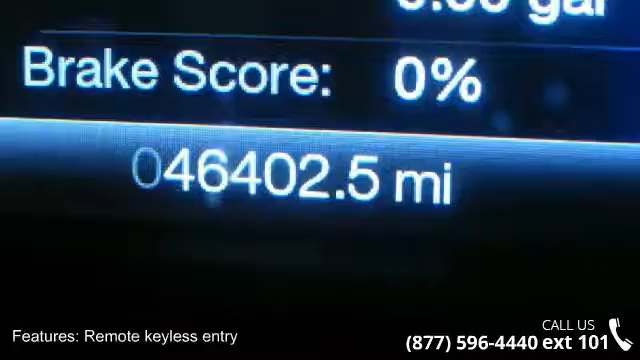 Brake Score: 0%
046402.5 mi
CALL US
Features: Remote keyless entry
(877) 596-4440 ext 101